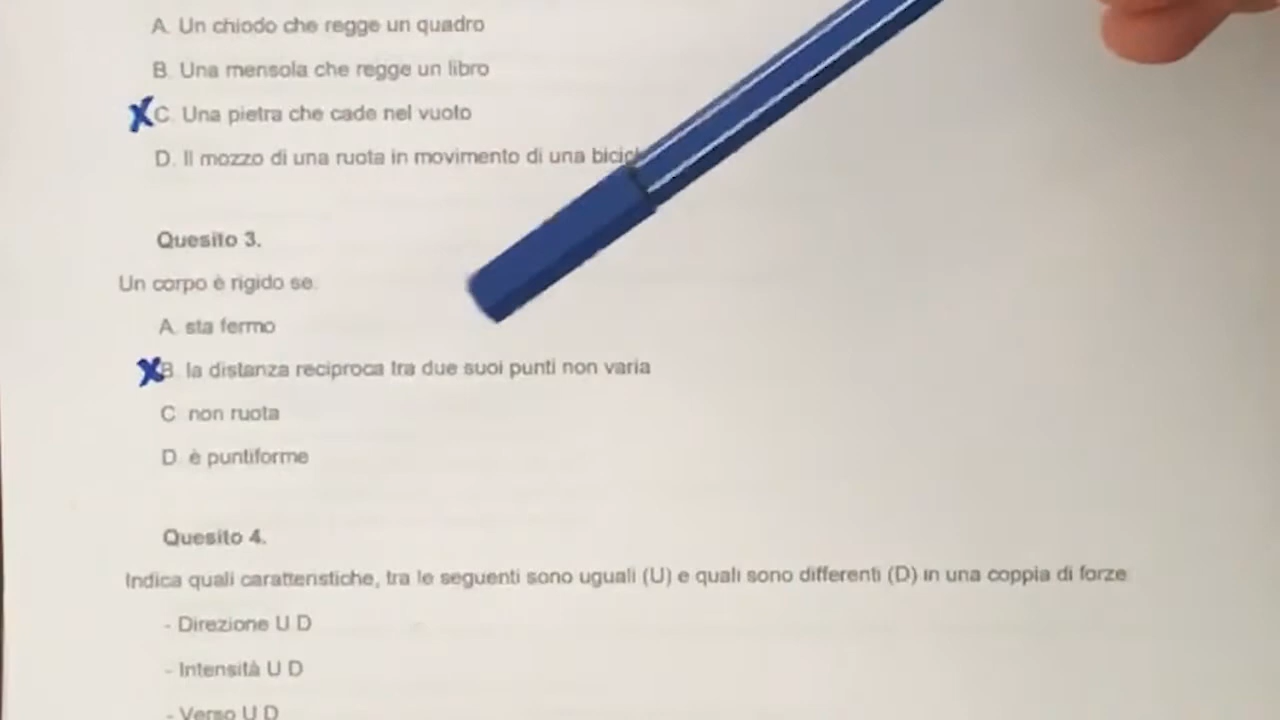 A. Un chiodo che regge un quadro
B. Una mensola che regge un libro
X C. Una pietra che cade nel vuoto
D. Il mozzo di una ruota in movimento di una
Quesito 3.
Un corpo è rigido se:
A. sta fermo
X B. la distanza reciproca tra due suoi punti non varia
C. non ruota
D. è puntiforme
Quesito 4.
Indica quali caratteristiche, tra le seguenti sono uguali (U) e quali sono differenti (D) in una coppia di forze
- Direzione U D
- Intensità U D
- Verso U D